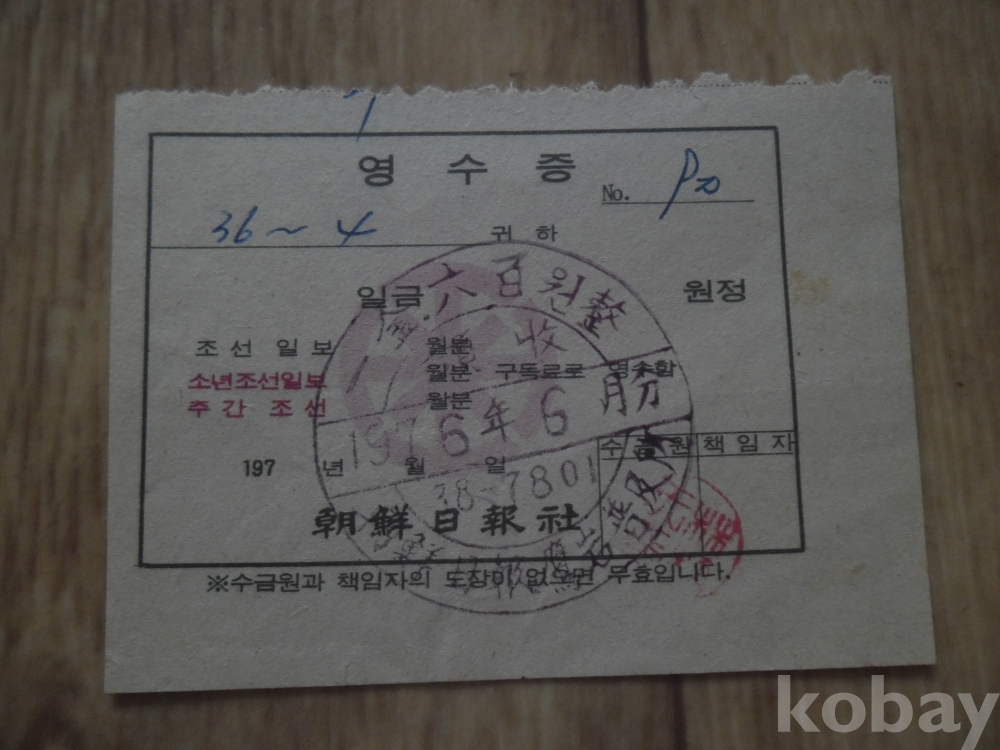 영 수 증
No.
36~4 귀 하
일금 六百원整 원정
조 선 일 보 월분
소년조선일보 월분 구독료로 영수함
주 간 조 선 월분
1976年 6 月分
수 금 원 책 임 자
197 년 월 일
38-7801
朝鮮日報社
※수금원과 책임자의 도장이 없으면 무효입니다.
kobay